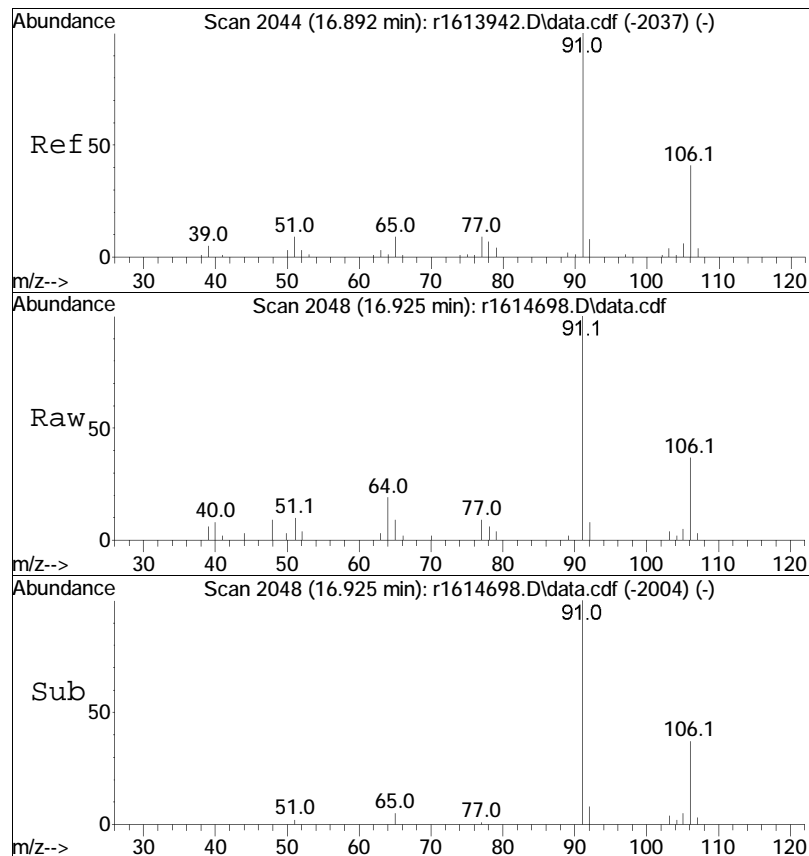 Abundance Scan 2044 (16.892 min): r1613942.D\data.cdf (-2037) (-)
91.0
Ref 50
106.1
39.0 51.0 65.0 77.0
0
m/z--> 30 40 50 60 70 80 90 100 110 120
Abundance Scan 2048 (16.925 min): r1614698.D\data.cdf
91.1
Raw 50
106.1
40.0 51.1 64.0 77.0
0
m/z--> 30 40 50 60 70 80 90 100 110 120
Abundance Scan 2048 (16.925 min): r1614698.D\data.cdf (-2004) (-)
91.0
Sub 50
106.1
51.0 65.0 77.0
0
m/z--> 30 40 50 60 70 80 90 100 110 120